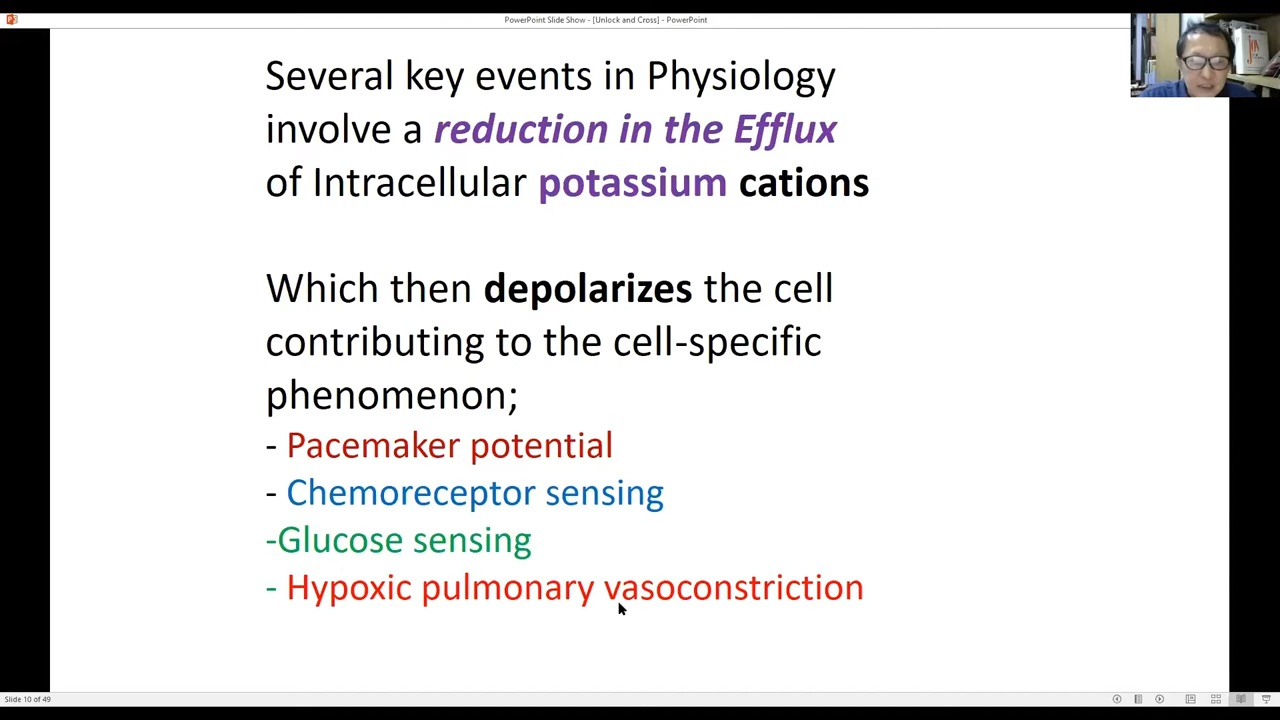 PowerPoint Slide Show - [Unlock and Cross] - PowerPoint
Several key events in Physiology
involve a reduction in the Efflux
of Intracellular potassium cations
Which then depolarizes the cell
contributing to the cell-specific
phenomenon;
- Pacemaker potential
- Chemoreceptor sensing
-Glucose sensing
- Hypoxic pulmonary vasoconstriction
Slide 10 of 49